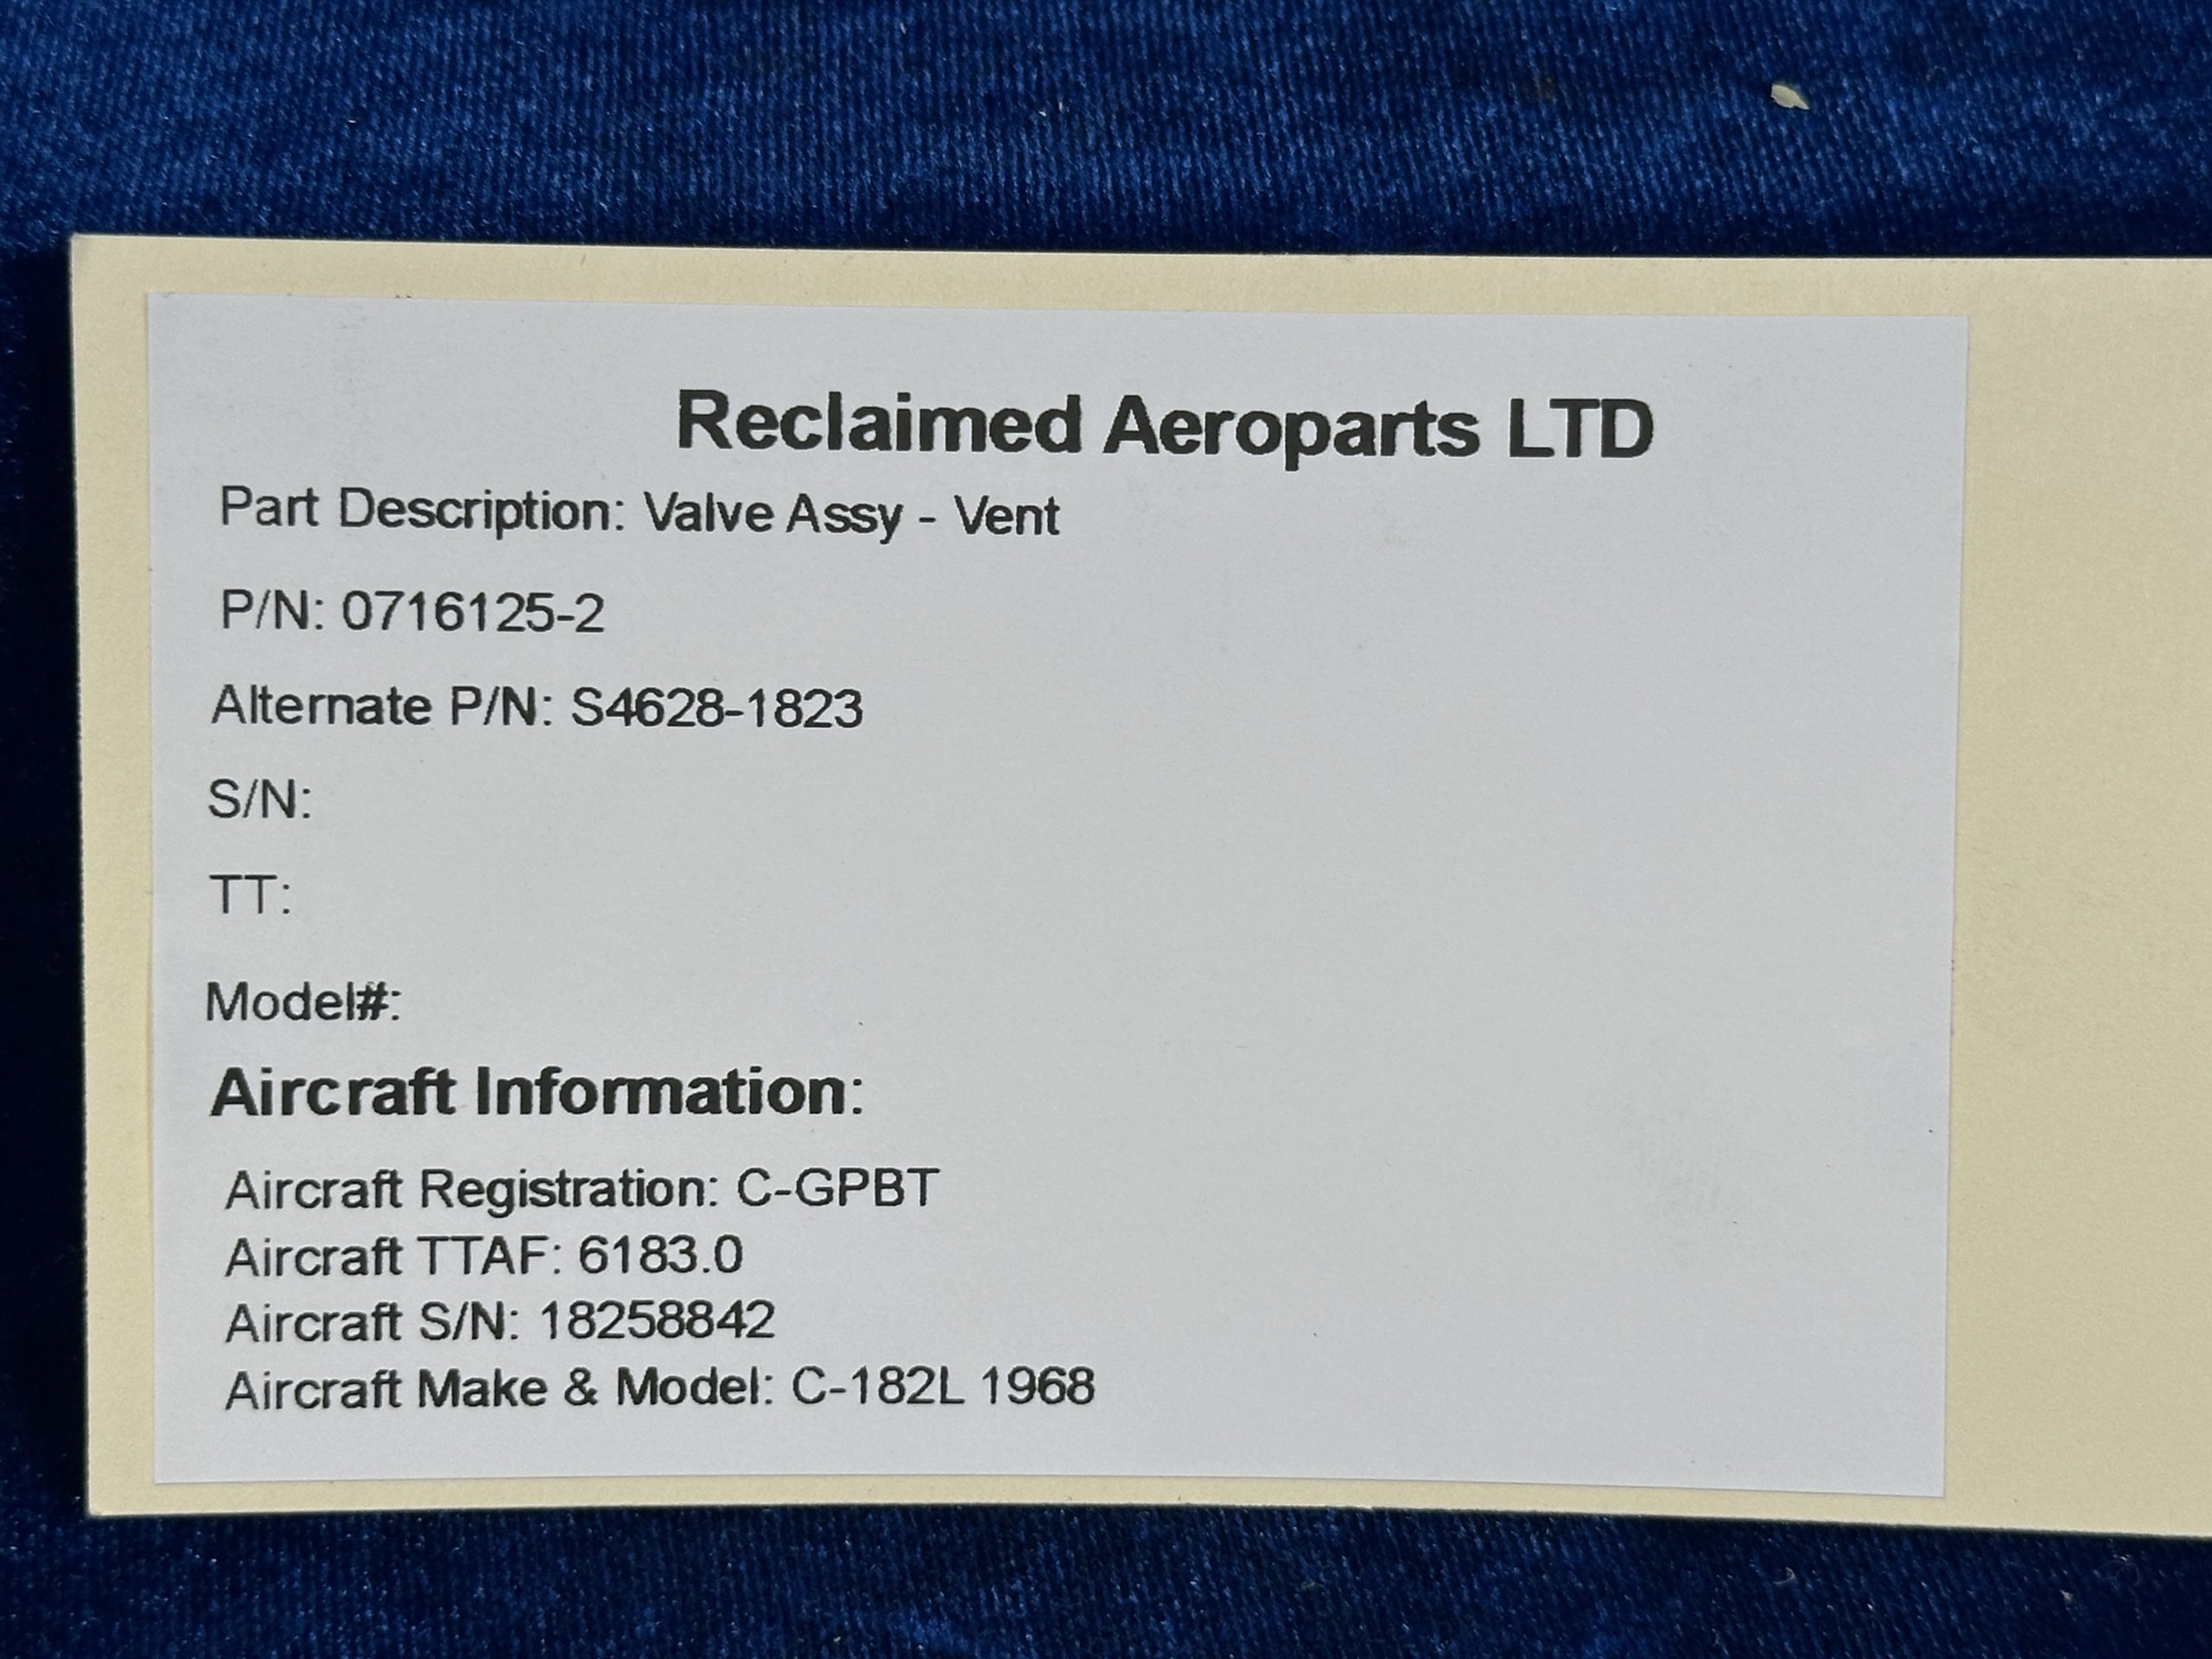 Reclaimed Aeroparts LTD
Part Description: Valve Assy - Vent
P/N: 0716125-2
Alternate P/N: S4628-1823
S/N:
TT:
Model#:
Aircraft Information:
Aircraft Registration: C-GPBT
Aircraft TTAF: 6183.0
Aircraft S/N: 18258842
Aircraft Make & Model: C-182L 1968